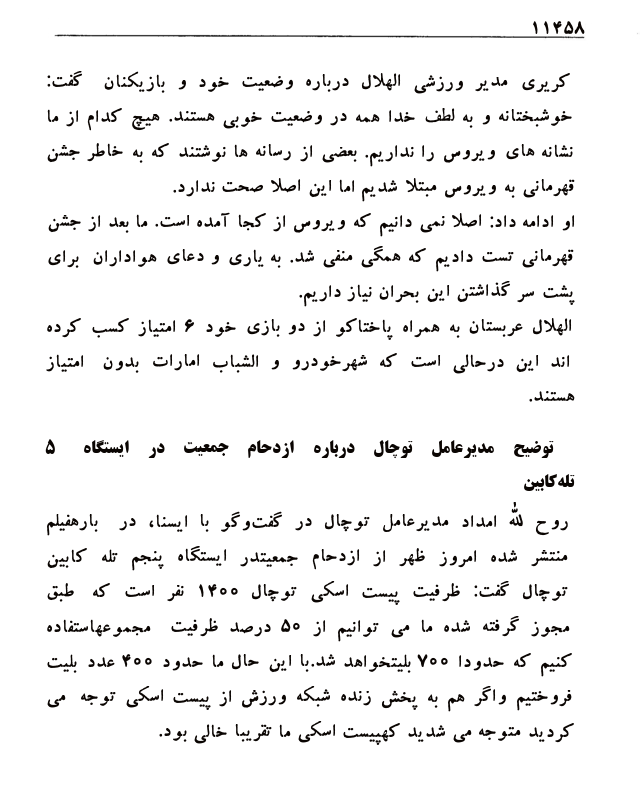 ۱۱۴۵۸
کریری مدیر ورزشی الهلال درباره وضعیت خود و بازیکنان گفت:
خوشبختانه و به لطف خدا همه در وضعیت خوبی هستند. هیچ کدام از ما
نشانه های ویروس را نداریم. بعضی از رسانه ها نوشتند که به خاطر جشن
قهرمانی به ویروس مبتلا شدیم اما این اصلا صحت ندارد.
او ادامه داد: اصلا نمی دانیم که ویروس از کجا آمده است. ما بعد از جشن
قهرمانی تست دادیم که همگی منفی شد. به یاری و دعای هواداران برای
پشت سر گذاشتن این بحران نیاز داریم.
الهلال عربستان به همراه پاختاکو از دو بازی خود ۶ امتیاز کسب کرده
اند این درحالی است که شهرخودرو و الشباب امارات بدون امتیاز
هستند.
توضیح مدیرعامل توچال درباره ازدحام جمعیت در ایستگاه ۵
تله‌کابین
روح الله امداد مدیرعامل توچال در گفت‌وگو با ایسنا، در بارهفیلم
منتشر شده امروز ظهر از ازدحام جمعیتدر ایستگاه پنجم تله کابین
توچال گفت: ظرفیت پیست اسکی توچال ۱۴۰۰ نفر است که طبق
مجوز گرفته شده ما می توانیم از ۵۰ درصد ظرفیت مجموعهاستفاده
کنیم که حدودا ۷۰۰ بلیتخواهد شد.با این حال ما حدود ۴۰۰ عدد بلیت
فروختیم واگر هم به پخش زنده شبکه ورزش از پیست اسکی توجه می
کردید متوجه می شدید کهپیست اسکی ما تقریبا خالی بود.